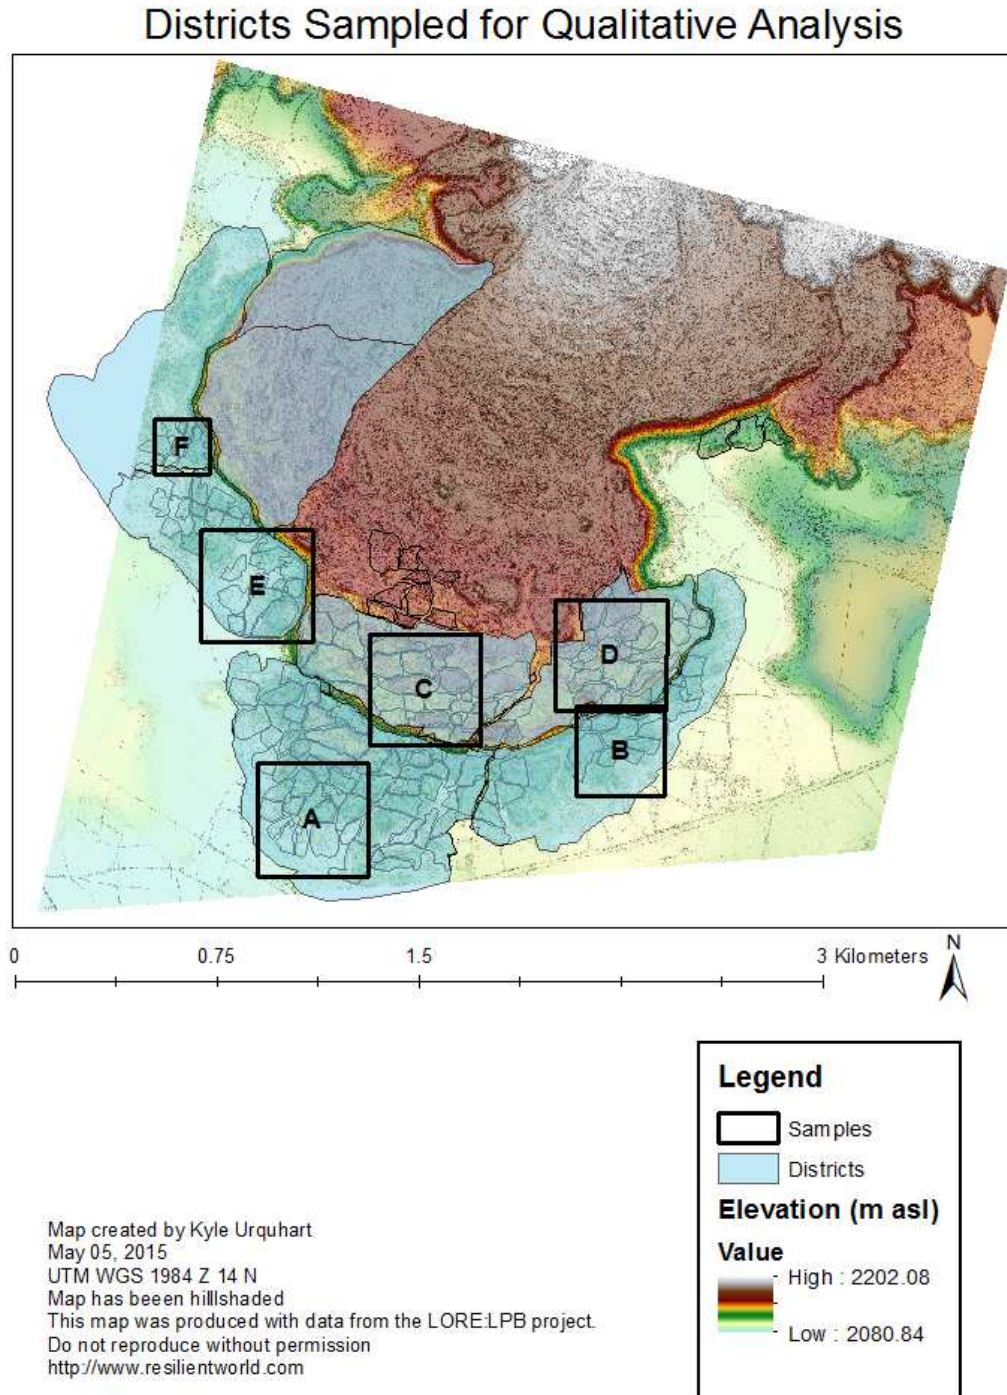 Districts Sampled for Qualitative Analysis
F
E
D
C
B
A
0 0.75 1.5 3 Kilometers
N
Legend
Samples
Districts
Elevation (m asl)
Value
High : 2202.08
Low : 2080.84
Map created by Kyle Urquhart
May 05, 2015
UTM WGS 1984 Z 14 N
Map has beeen hilllshaded
This map was produced with data from the LORE:LPB project.
Do not reproduce without permission
http://www.resilientworld.com